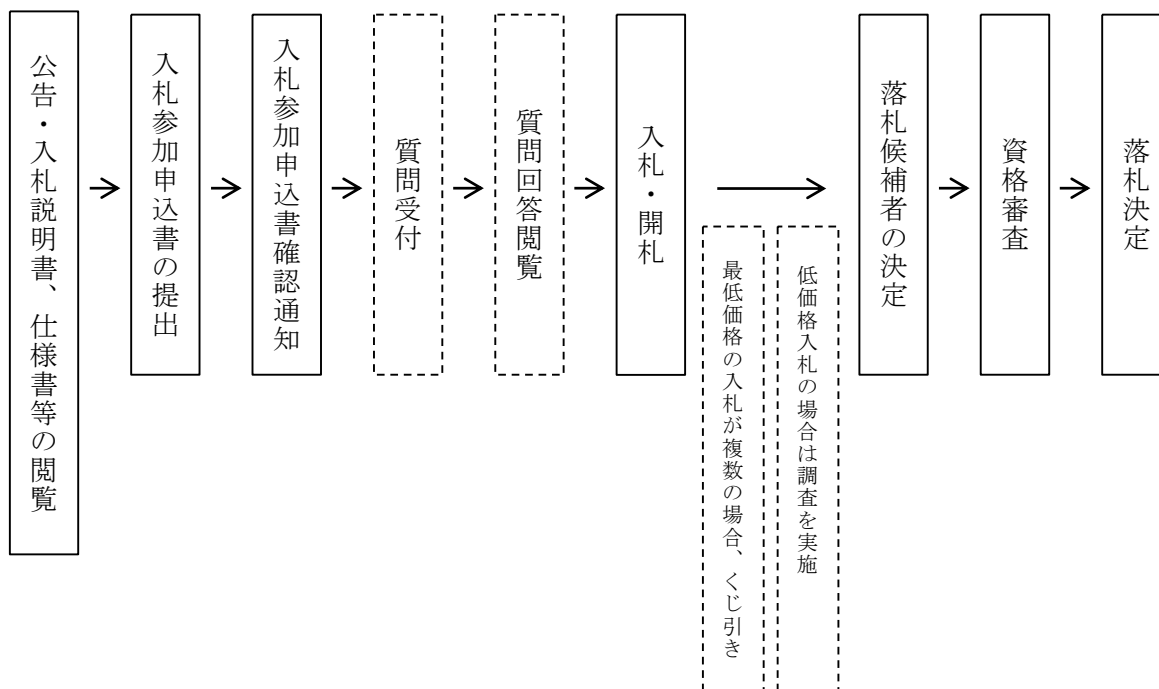 公告・入札説明書、仕様書等の閲覧
入札参加申込書の提出
入札参加申込書確認通知
質問受付
質問回答閲覧
入札・開札
最低価格の入札が複数の場合、くじ引き
低価格入札の場合は調査を実施
落札候補者の決定
資格審査
落札決定